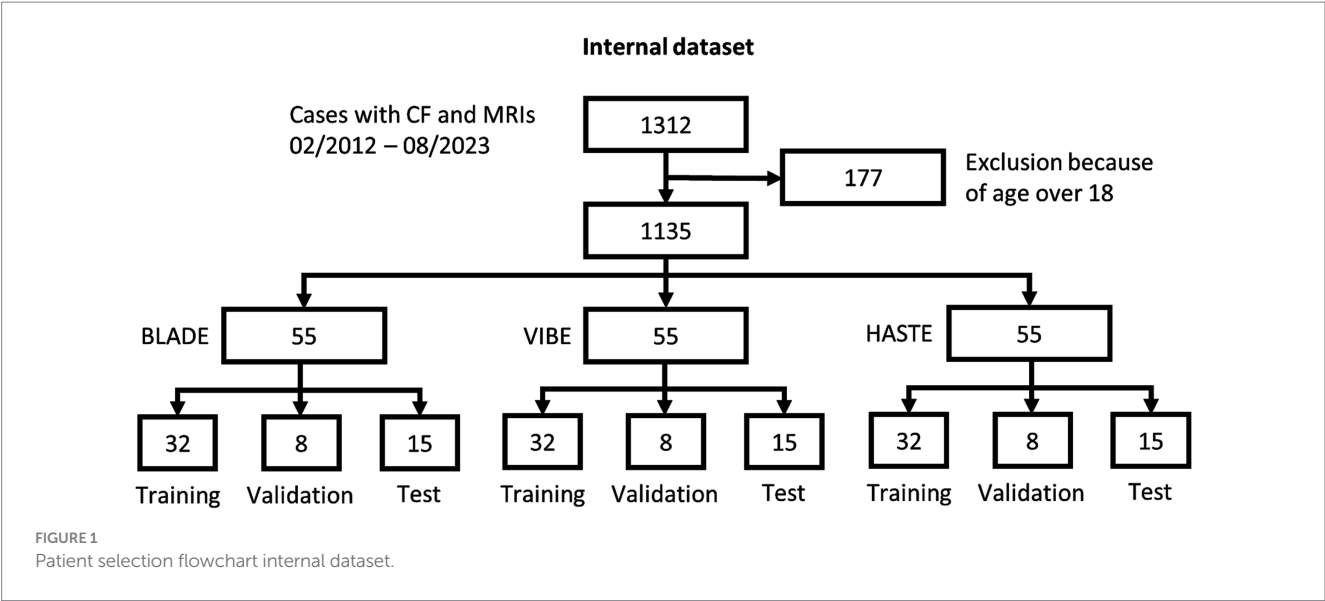 Internal dataset
Cases with CF and MRIs
02/2012 – 08/2023
1312
177
Exclusion because
of age over 18
1135
BLADE
55
VIBE
55
HASTE
55
32
8
15
32
8
15
32
8
15
Training
Validation
Test
Training
Validation
Test
Training
Validation
Test
FIGURE 1
Patient selection flowchart internal dataset.